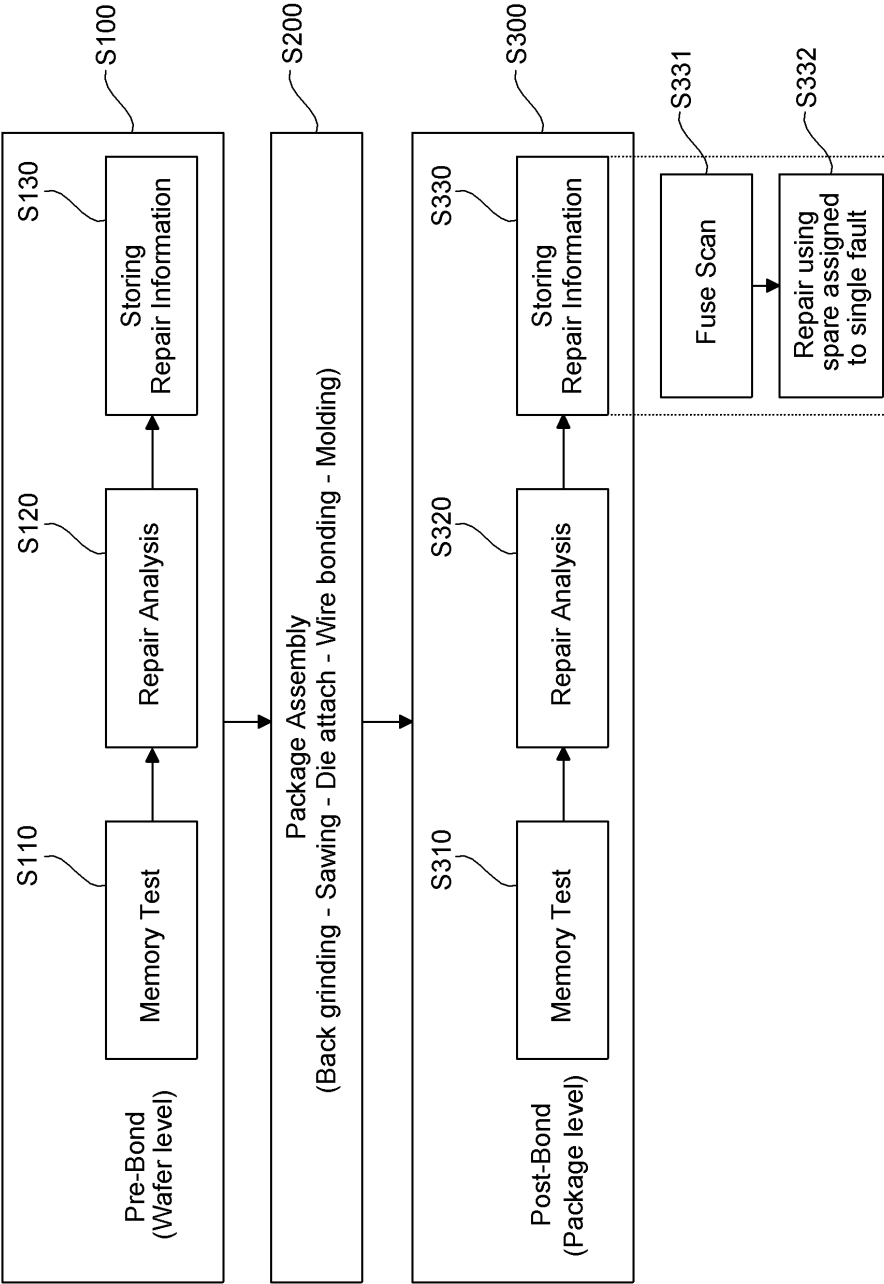 S100
Pre-Bond
(Wafer level)
S110
Memory Test
S120
Repair Analysis
S130
Storing
Repair Information
S200
Package Assembly
(Back grinding - Sawing - Die attach - Wire bonding - Molding)
S300
Post-Bond
(Package level)
S310
Memory Test
S320
Repair Analysis
S330
Storing
Repair Information
S331
Fuse Scan
S332
Repair using
spare assigned
to single fault